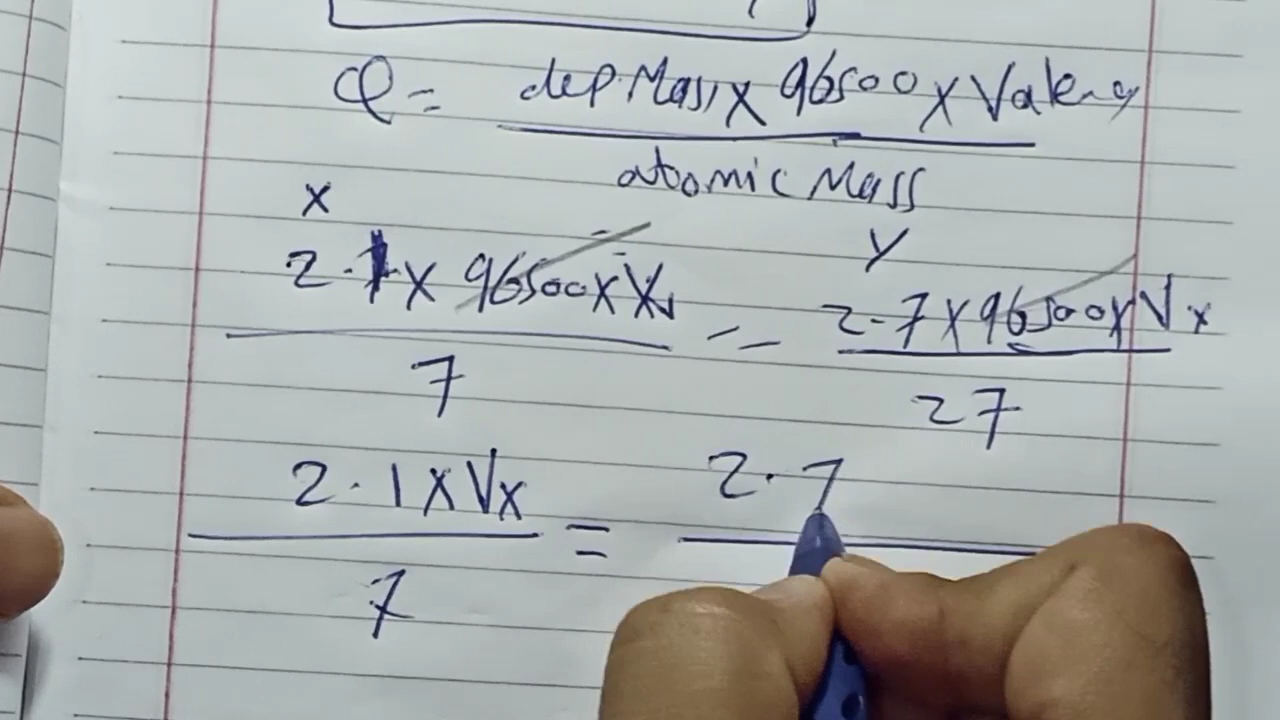 Q = dep. Mass x 96500 x Valency
atomic Mass
x
y
2.1 x 96500 x Vx = 2.7 x 96500 x Vx
7
27
2.1 x Vx = 2.7
7